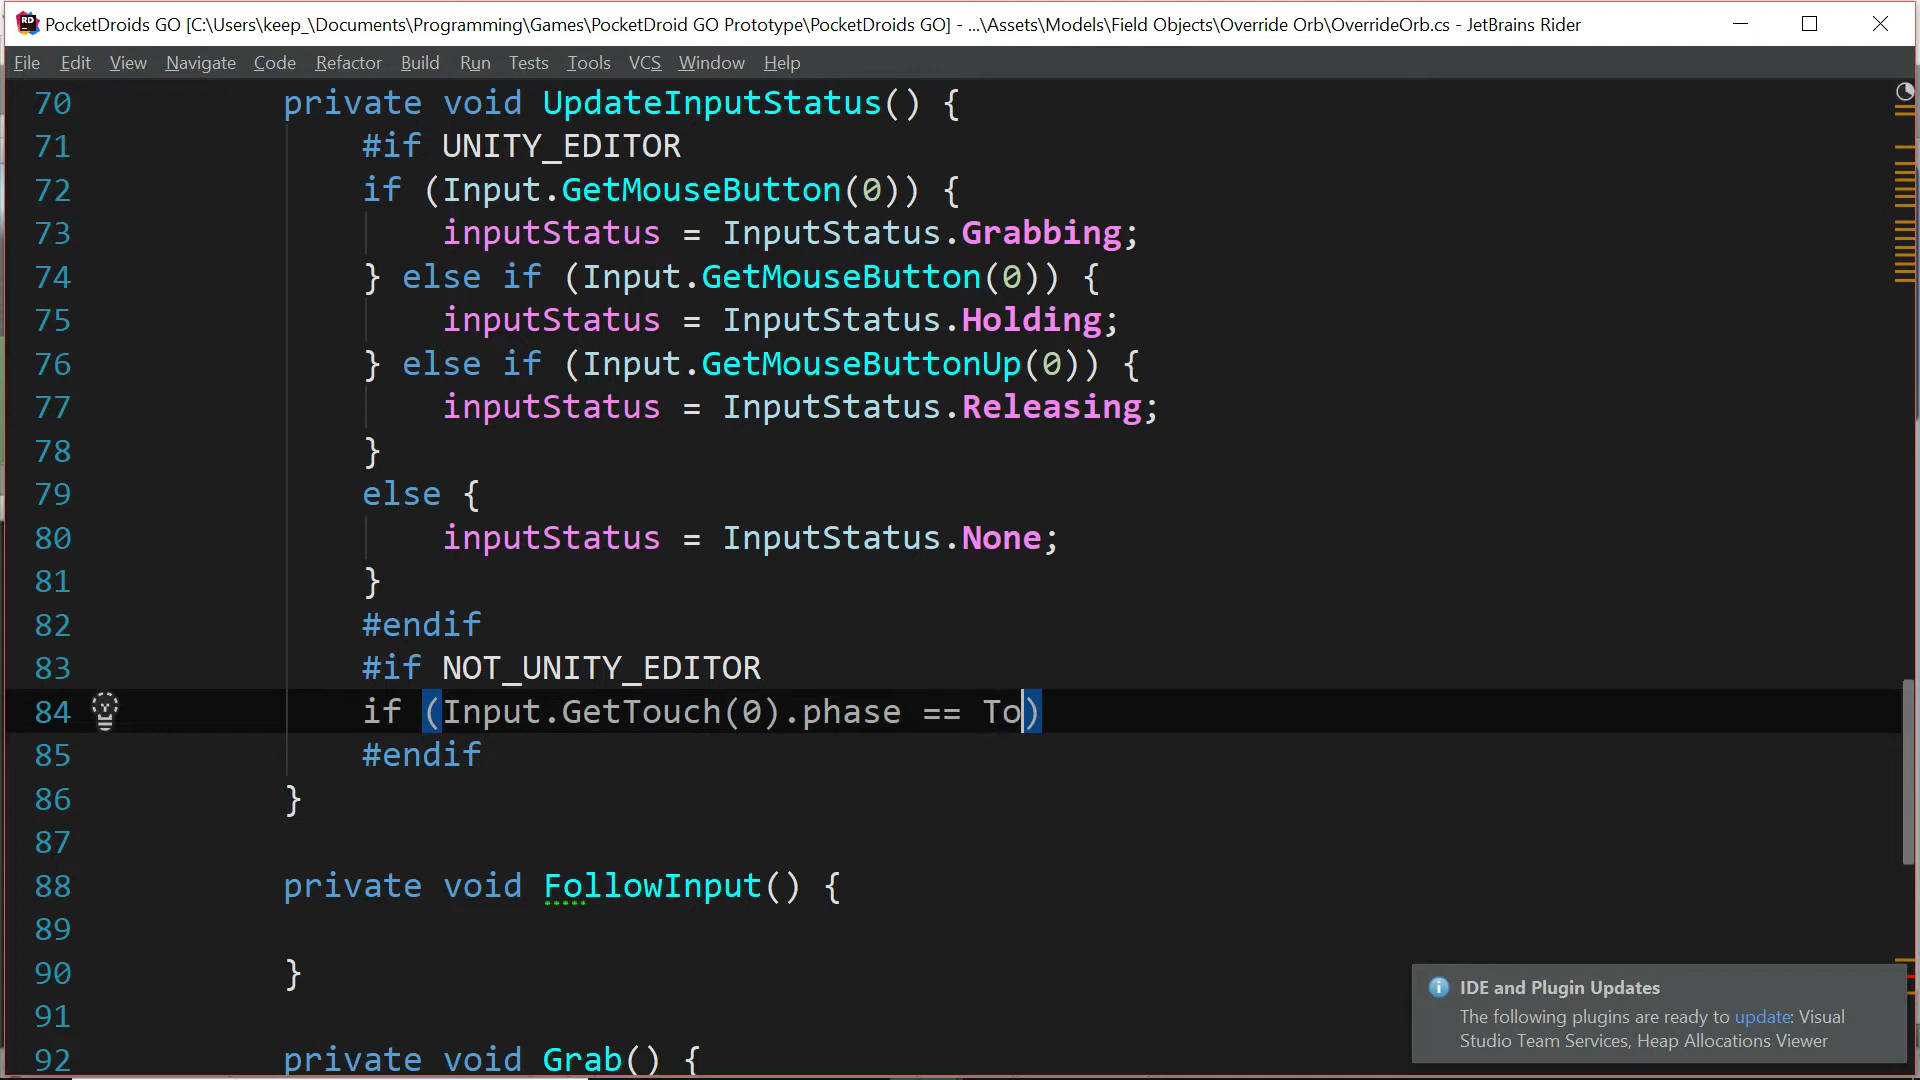 PocketDroids GO [C:\Users\keep_\Documents\Programming\Games\PocketDroid GO Prototype\PocketDroids GO] - ...\Assets\Models\Field Objects\Override Orb\OverrideOrb.cs - JetBrains Rider
File Edit View Navigate Code Refactor Build Run Tests Tools VCS Window Help
70 private void UpdateInputStatus() {
71 #if UNITY_EDITOR
72 if (Input.GetMouseButton(0)) {
73 inputStatus = InputStatus.Grabbing;
74 } else if (Input.GetMouseButton(0)) {
75 inputStatus = InputStatus.Holding;
76 } else if (Input.GetMouseButtonUp(0)) {
77 inputStatus = InputStatus.Releasing;
78 }
79 else {
80 inputStatus = InputStatus.None;
81 }
82 #endif
83 #if NOT_UNITY_EDITOR
84 if (Input.GetTouch(0).phase == To)
85 #endif
86 }
87
88 private void FollowInput() {
89
90 }
91
92 private void Grab() {
IDE and Plugin Updates
The following plugins are ready to update: Visual
Studio Team Services, Heap Allocations Viewer